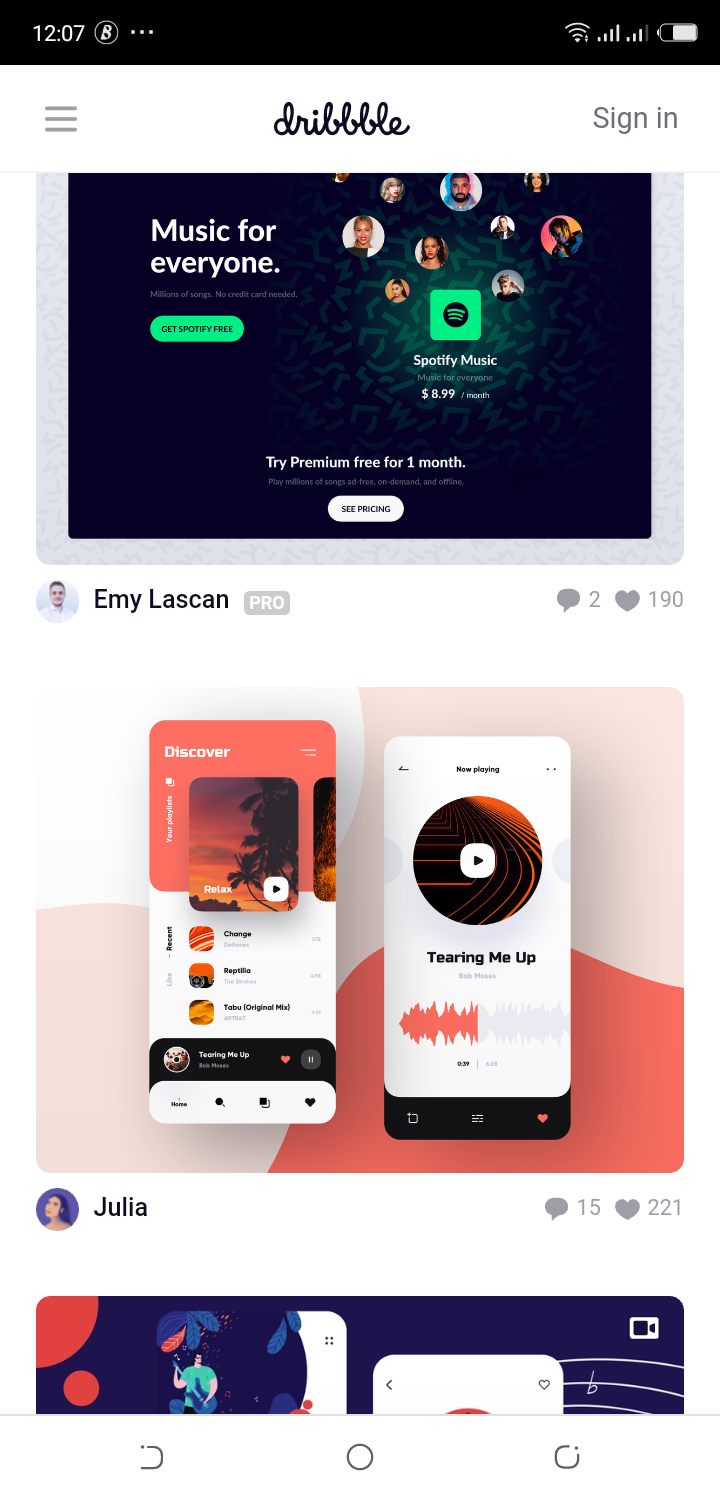 12:07
dribbble
Sign in
Music for
everyone.
Millions of songs. No credit card needed.
GET SPOTIFY FREE
Spotify Music
Music for everyone
$ 8.99 / month
Try Premium free for 1 month.
Play millions of songs ad-free, on-demand, and offline.
SEE PRICING
Emy Lascan PRO
2 190
Discover
Your playlists
Relax
Recent
Like
Change
Deftones
Reptilia
The Strokes
4:38
Tabu (Original Mix)
ARTBAT
Tearing Me Up
Bob Moses
Home
Now playing
Tearing Me Up
Bob Moses
0:39 | 6:28
Julia
15 221
b